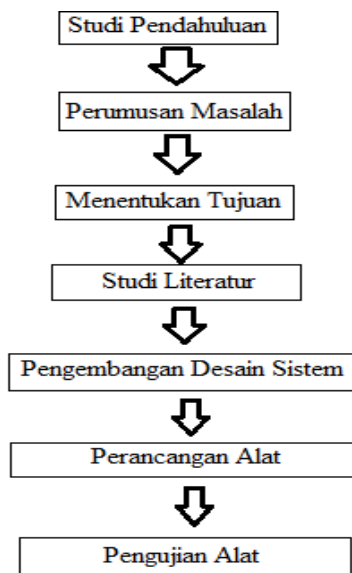 Studi Pendahuluan
Perumusan Masalah
Menentukan Tujuan
Studi Literatur
Pengembangan Desain Sistem
Perancangan Alat
Pengujian Alat